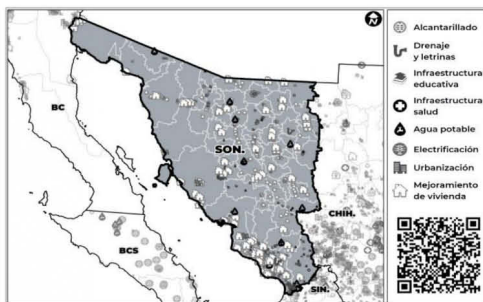 BC
SON.
CHIH.
BCS
SIN.
Alcantarillado
Drenaje
y letrinas
Infraestructura
educativa
Infraestructura
salud
Agua potable
Electrificación
Urbanización
Mejoramiento
de vivienda